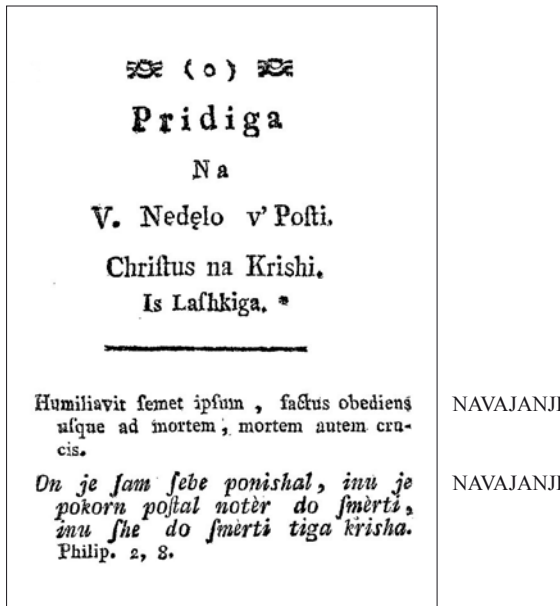 ( o )
Pridiga
Na
V. Nedęlo v' Poſti.
Chriſtus na Krishi.
Is Laſhkiga. *
Humiliavit ſemet ipſum , factus obediens
uſque ad mortem , mortem autem cru-
cis.
On je ſam ſebe ponishal, inu je
pokorn poſtal notèr do ſmèrti,
inu ſhe do ſmèrti tiga krisha.
Philip. 2, 8.
NAVAJANJE
NAVAJANJE